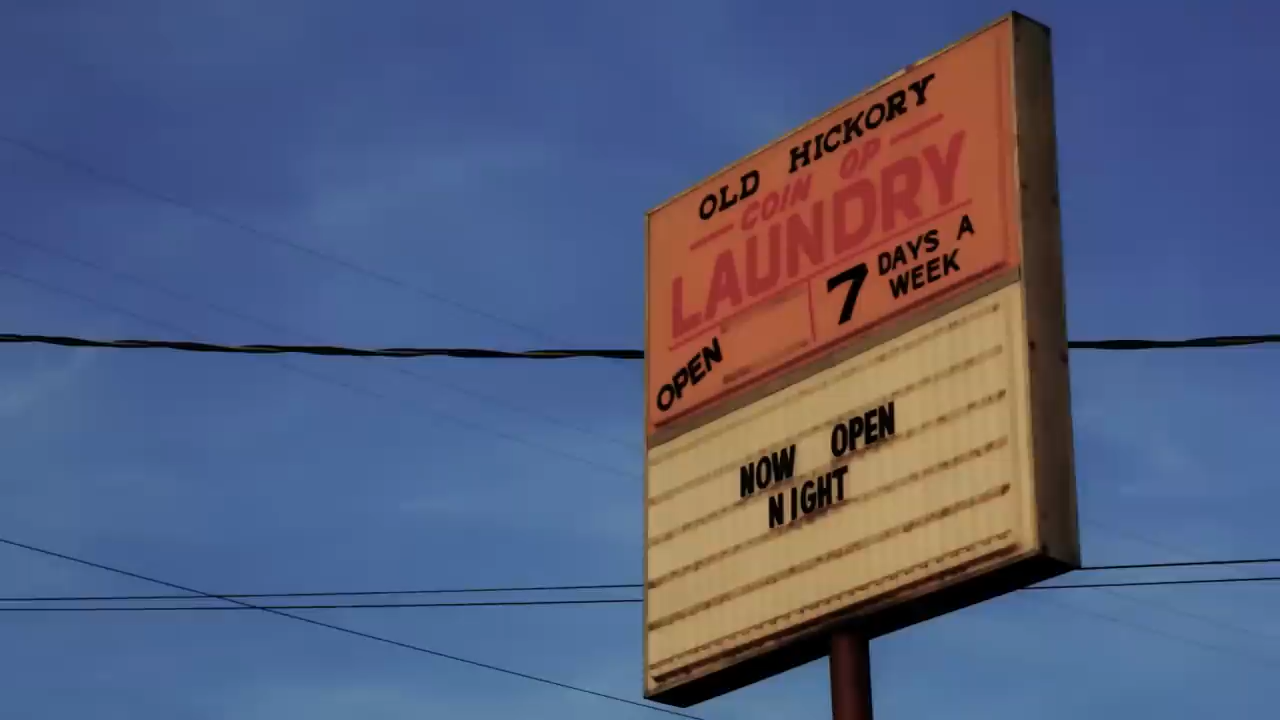 OLD HICKORY
COIN OP
LAUNDRY
OPEN
7 DAYS A
WEEK
NOW OPEN
NIGHT